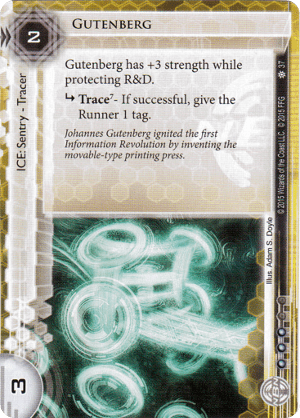 GUTENBERG
2
Gutenberg has +3 strength while
protecting R&D.
↳ Trace⁷- If successful, give the
Runner 1 tag.
Johannes Gutenberg ignited the first
Information Revolution by inventing the
movable-type printing press.
ICE: Sentry - Tracer
37
© 2015 Wizards of the Coast LLC. © 2015 FFG
Illus. Adam S. Doyle
3